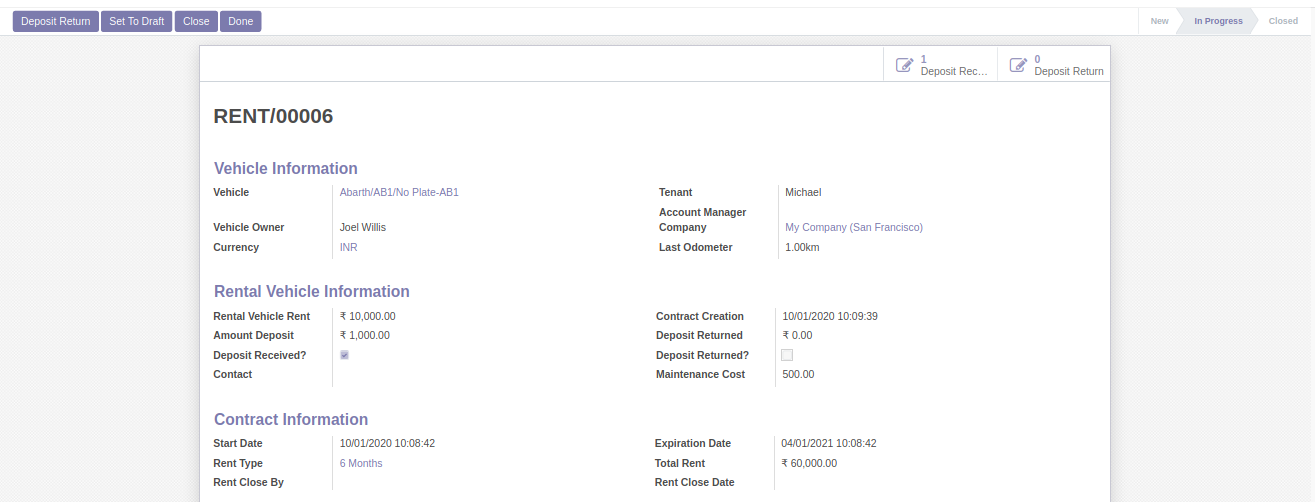 Deposit Return Set To Draft Close Done New In Progress Closed
1 0
Deposit Rec... Deposit Return
RENT/00006
Vehicle Information
Vehicle Abarth/AB1/No Plate-AB1 Tenant Michael
Account Manager
Vehicle Owner Joel Willis Company My Company (San Francisco)
Currency INR Last Odometer 1.00km
Rental Vehicle Information
Rental Vehicle Rent ₹ 10,000.00 Contract Creation 10/01/2020 10:09:39
Amount Deposit ₹ 1,000.00 Deposit Returned ₹ 0.00
Deposit Received? Deposit Returned?
Contact Maintenance Cost 500.00
Contract Information
Start Date 10/01/2020 10:08:42 Expiration Date 04/01/2021 10:08:42
Rent Type 6 Months Total Rent ₹ 60,000.00
Rent Close By Rent Close Date